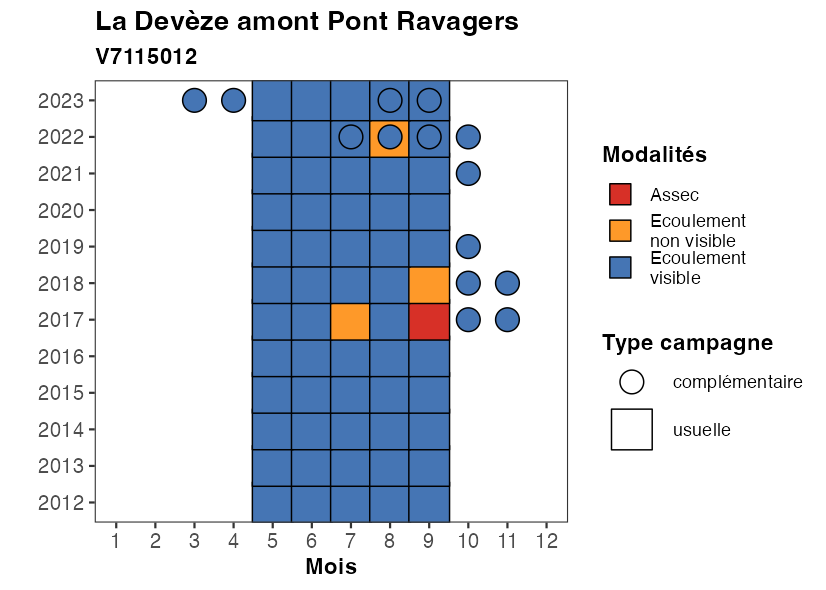 La Devèze amont Pont Ravagers
V7115012
2023
2022
2021
2020
2019
2018
2017
2016
2015
2014
2013
2012
1 2 3 4 5 6 7 8 9 10 11 12
Mois
Modalités
Assec
Ecoulement
non visible
Ecoulement
visible
Type campagne
complémentaire
usuelle